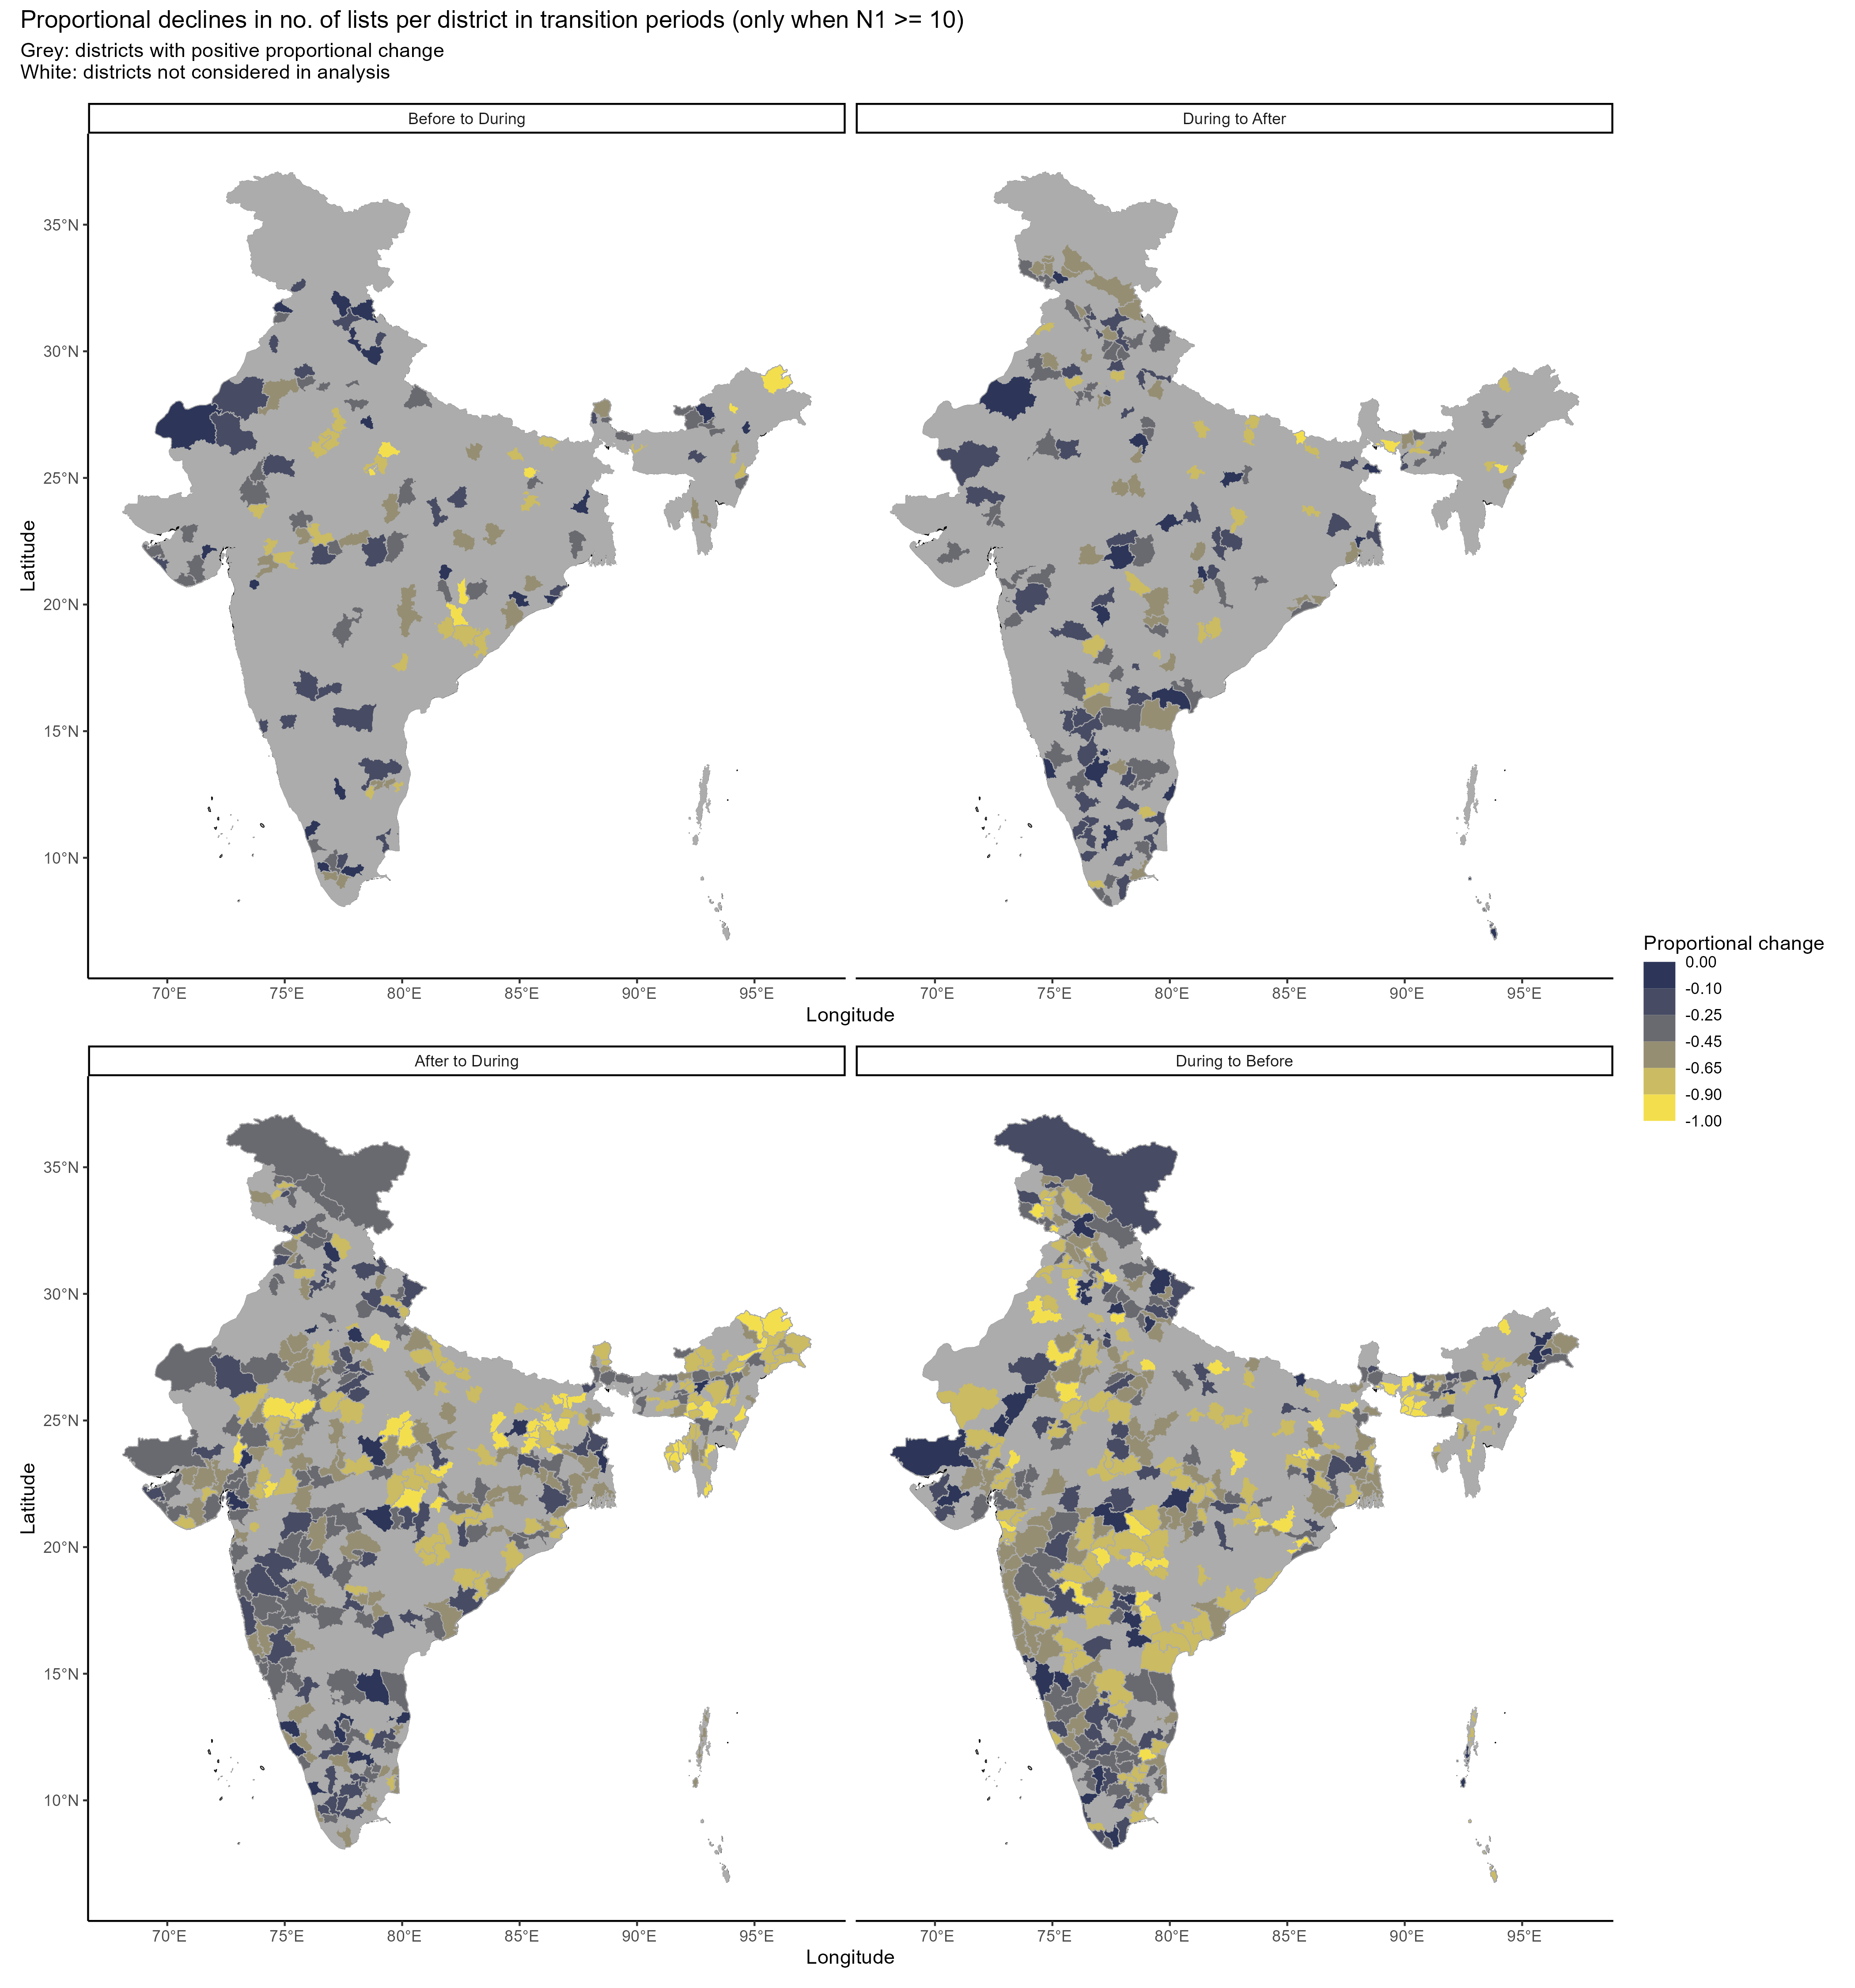 Proportional declines in no. of lists per district in transition periods (only when N1 >= 10)
Grey: districts with positive proportional change
White: districts not considered in analysis
Before to During
During to After
35°N
30°N
25°N
20°N
15°N
10°N
Latitude
70°E 75°E 80°E 85°E 90°E 95°E
70°E 75°E 80°E 85°E 90°E 95°E
Longitude
Proportional change
0.00
-0.10
-0.25
-0.45
-0.65
-0.90
-1.00
After to During
During to Before
35°N
30°N
25°N
20°N
15°N
10°N
Latitude
70°E 75°E 80°E 85°E 90°E 95°E
70°E 75°E 80°E 85°E 90°E 95°E
Longitude